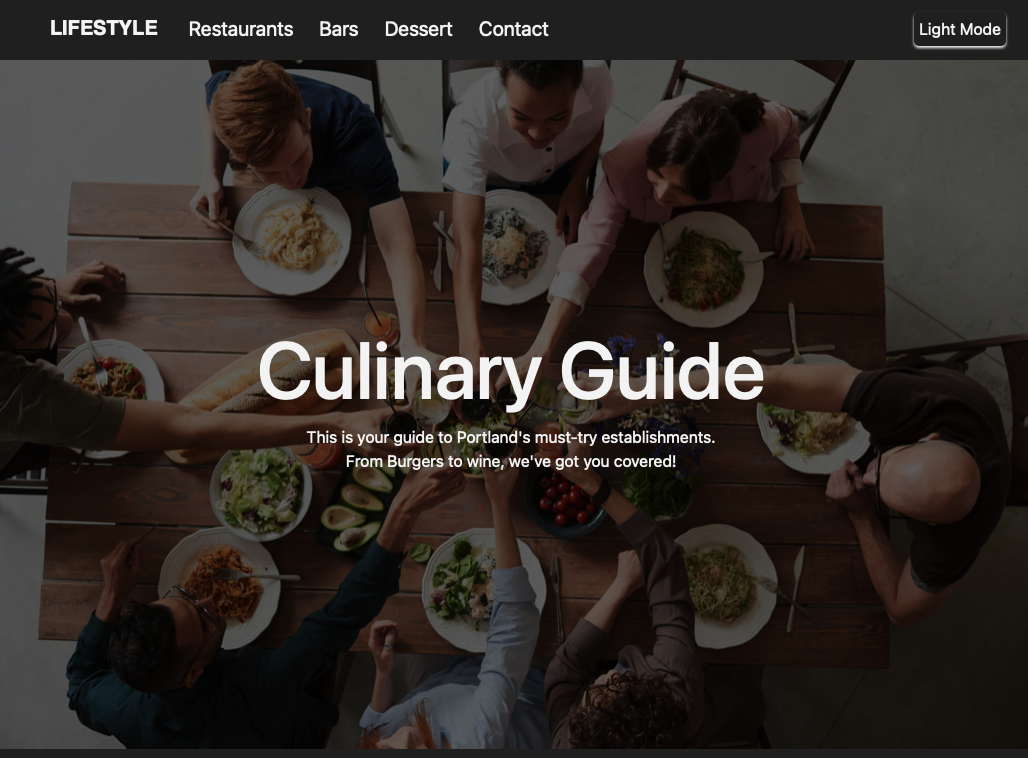 LIFESTYLE Restaurants Bars Dessert Contact Light Mode
Culinary Guide
This is your guide to Portland's must-try establishments.
From Burgers to wine, we've got you covered!